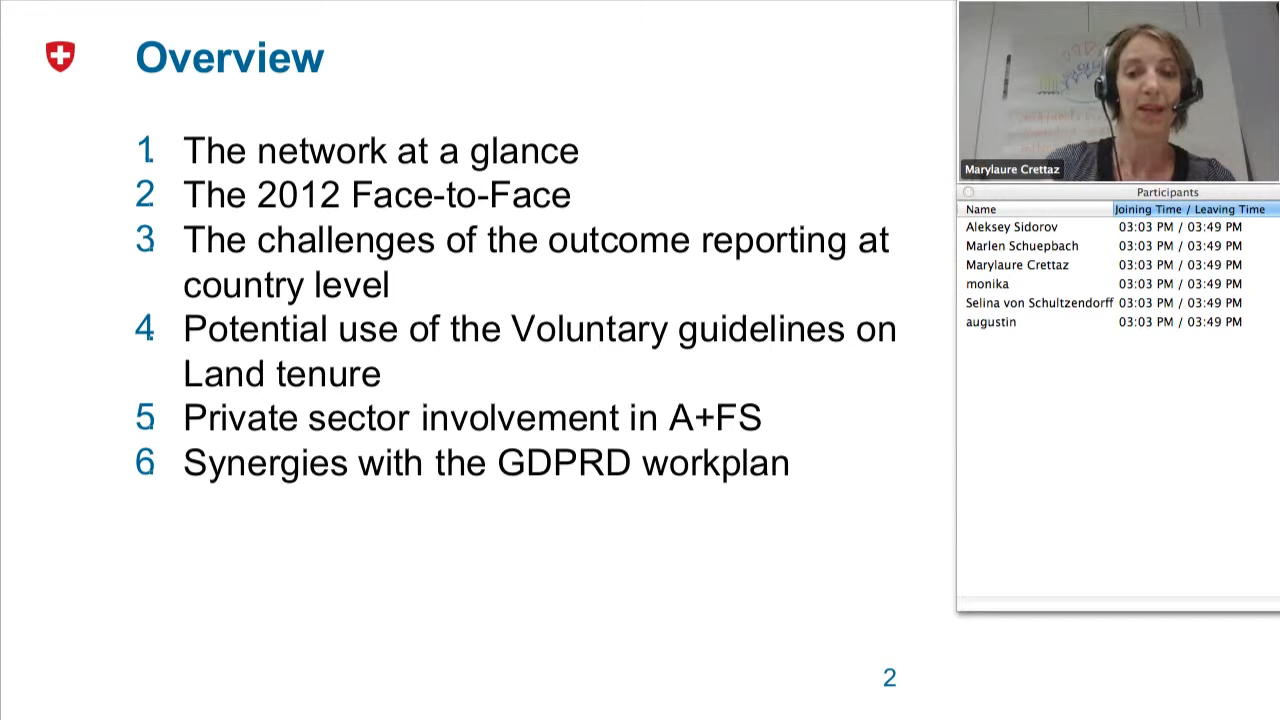 Overview
1 The network at a glance
2 The 2012 Face-to-Face
3 The challenges of the outcome reporting at
country level
4 Potential use of the Voluntary guidelines on
Land tenure
5 Private sector involvement in A+FS
6 Synergies with the GDPRD workplan
2
Marylaure Crettaz
Participants
Name Joining Time / Leaving Time
Aleksey Sidorov 03:03 PM / 03:49 PM
Marlen Schuepbach 03:03 PM / 03:49 PM
Marylaure Crettaz 03:03 PM / 03:49 PM
monika 03:03 PM / 03:49 PM
Selina von Schultzendorff 03:03 PM / 03:49 PM
augustin 03:03 PM / 03:49 PM